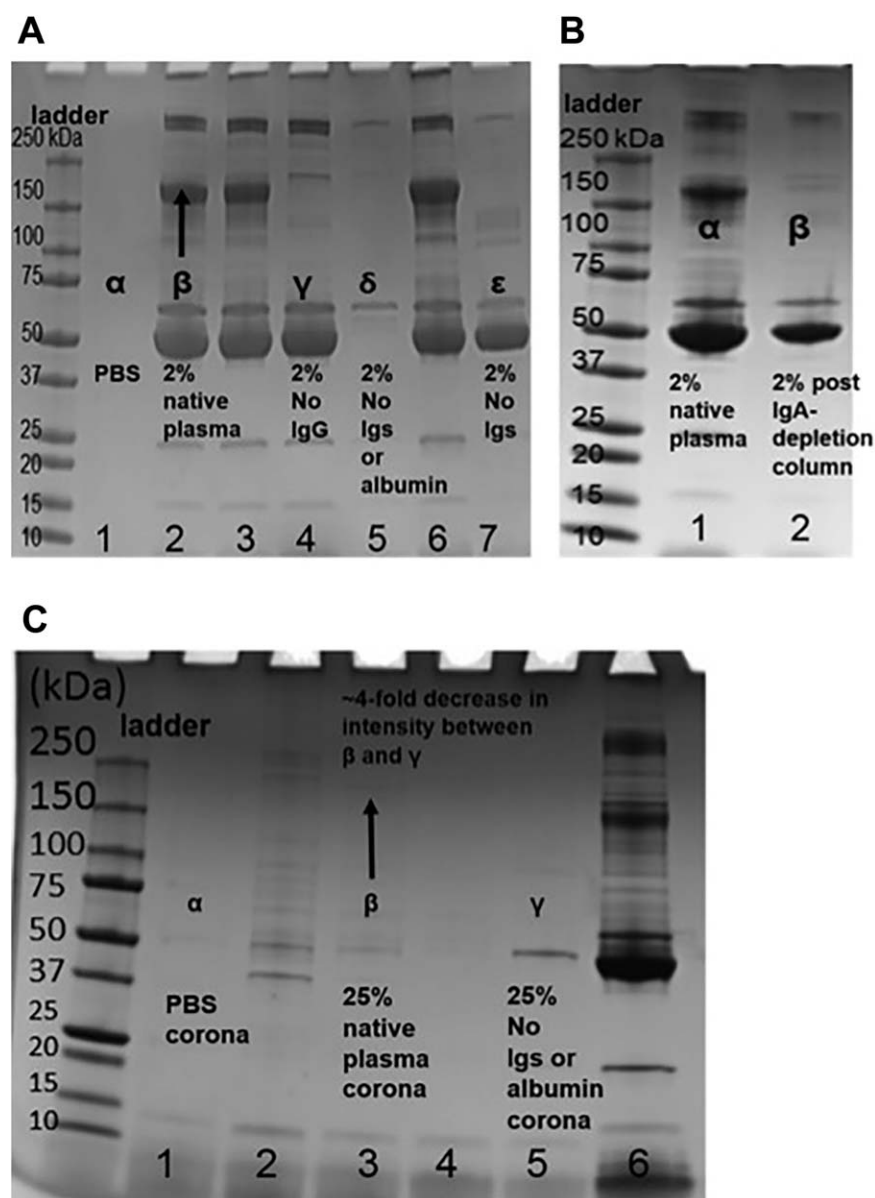 A
ladder
250 kDa
150
100
75
50
37
25
20
15
10
α
β
γ
δ
ε
PBS
2%
native
plasma
2%
No
IgG
2%
No
Igs
or
albumin
2%
No
Igs
1 2 3 4 5 6 7
B
ladder
250 kDa
150
100
75
50
37
25
20
15
10
α
β
2%
native
plasma
2% post
IgA-
depletion
column
1 2
C
(kDa)
ladder
250
150
100
75
50
37
25
20
15
10
~4-fold decrease in
intensity between
β and γ
α
β
γ
PBS
corona
25%
native
plasma
corona
25%
No
Igs or
albumin
corona
1 2 3 4 5 6